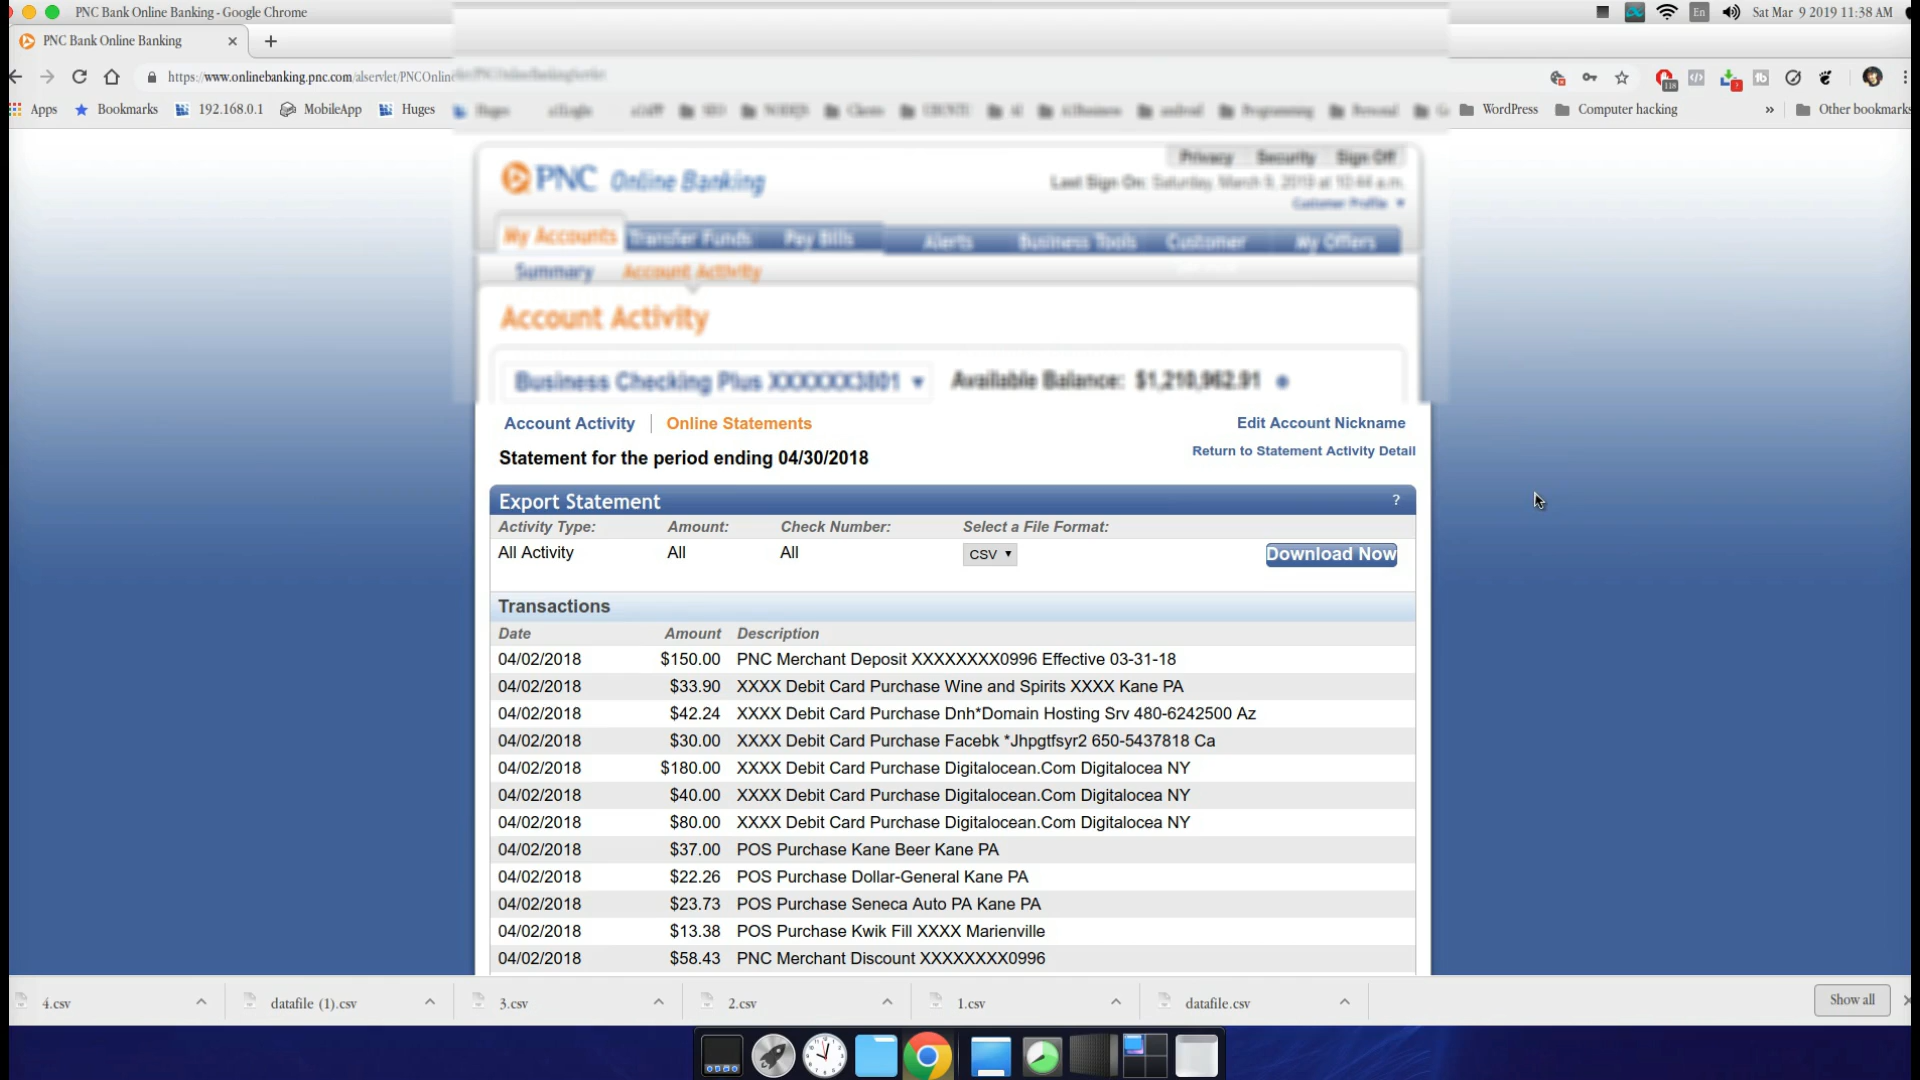 PNC Bank Online Banking - Google Chrome
En
Sat Mar 9 2019 11:38 AM
PNC Bank Online Banking
https://www.onlinebanking.pnc.com/alservlet/PNCOnlin
118
Apps
Bookmarks
192.168.0.1
MobileApp
Huges
WordPress
Computer hacking
»
Other bookmarks
Privacy Security Sign Off
PNC Online Banking
Last Sign On: Saturday, March 9, 2019 at 10:44 a.m.
Customer Profile
My Accounts Transfer Funds Pay Bills Alerts Business Tools Customer My Offers
Summary Account Activity
Account Activity
Business Checking Plus Available Balance:
Account Activity | Online Statements
Edit Account Nickname
Statement for the period ending 04/30/2018
Return to Statement Activity Detail
Export Statement ?
Activity Type: Amount: Check Number: Select a File Format:
All Activity All All CSV Download Now
Transactions
Date Amount Description
04/02/2018 $150.00 PNC Merchant Deposit XXXXXXXX0996 Effective 03-31-18
04/02/2018 $33.90 XXXX Debit Card Purchase Wine and Spirits XXXX Kane PA
04/02/2018 $42.24 XXXX Debit Card Purchase Dnh*Domain Hosting Srv 480-6242500 Az
04/02/2018 $30.00 XXXX Debit Card Purchase Facebk *Jhpgtfsyr2 650-5437818 Ca
04/02/2018 $180.00 XXXX Debit Card Purchase Digitalocean.Com Digitalocea NY
04/02/2018 $40.00 XXXX Debit Card Purchase Digitalocean.Com Digitalocea NY
04/02/2018 $80.00 XXXX Debit Card Purchase Digitalocean.Com Digitalocea NY
04/02/2018 $37.00 POS Purchase Kane Beer Kane PA
04/02/2018 $22.26 POS Purchase Dollar-General Kane PA
04/02/2018 $23.73 POS Purchase Seneca Auto PA Kane PA
04/02/2018 $13.38 POS Purchase Kwik Fill XXXX Marienville
04/02/2018 $58.43 PNC Merchant Discount XXXXXXXX0996
4.csv
datafile (1).csv
3.csv
2.csv
1.csv
datafile.csv
Show all